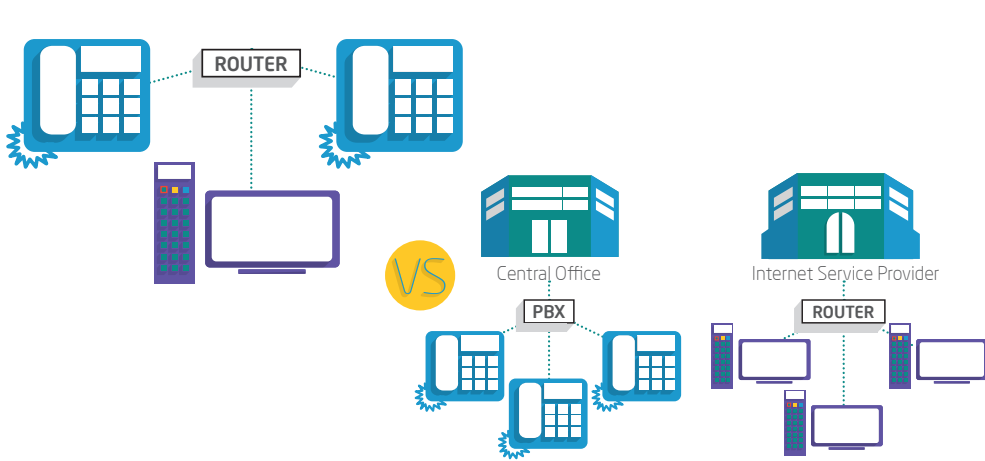 ROUTER
VS
Central Office
Internet Service Provider
PBX
ROUTER